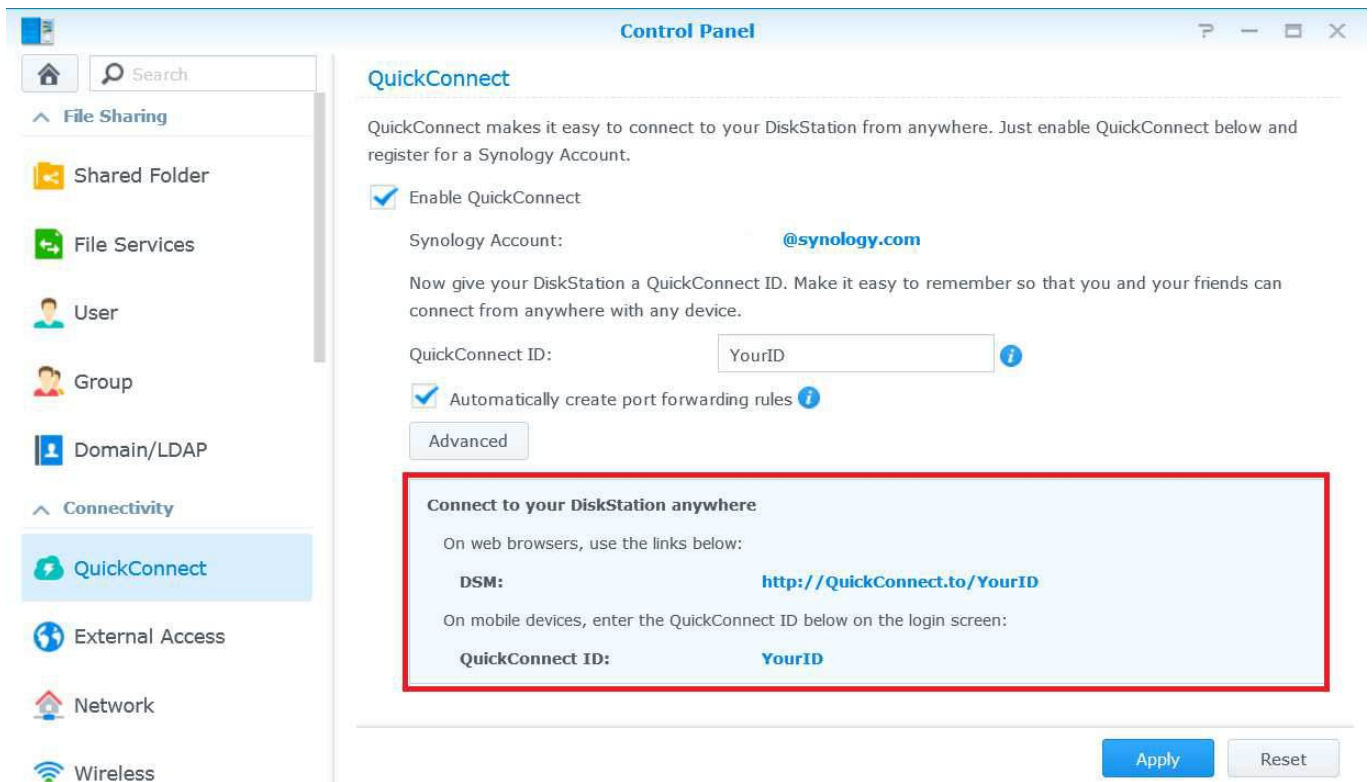 Control Panel
Search
File Sharing
Shared Folder
File Services
User
Group
Domain/LDAP
Connectivity
QuickConnect
External Access
Network
Wireless
QuickConnect
QuickConnect makes it easy to connect to your DiskStation from anywhere. Just enable QuickConnect below and
register for a Synology Account.
Enable QuickConnect
Synology Account: @synology.com
Now give your DiskStation a QuickConnect ID. Make it easy to remember so that you and your friends can
connect from anywhere with any device.
QuickConnect ID: YourID
Automatically create port forwarding rules
Advanced
Connect to your DiskStation anywhere
On web browsers, use the links below:
DSM: http://QuickConnect.to/YourID
On mobile devices, enter the QuickConnect ID below on the login screen:
QuickConnect ID: YourID
Apply Reset